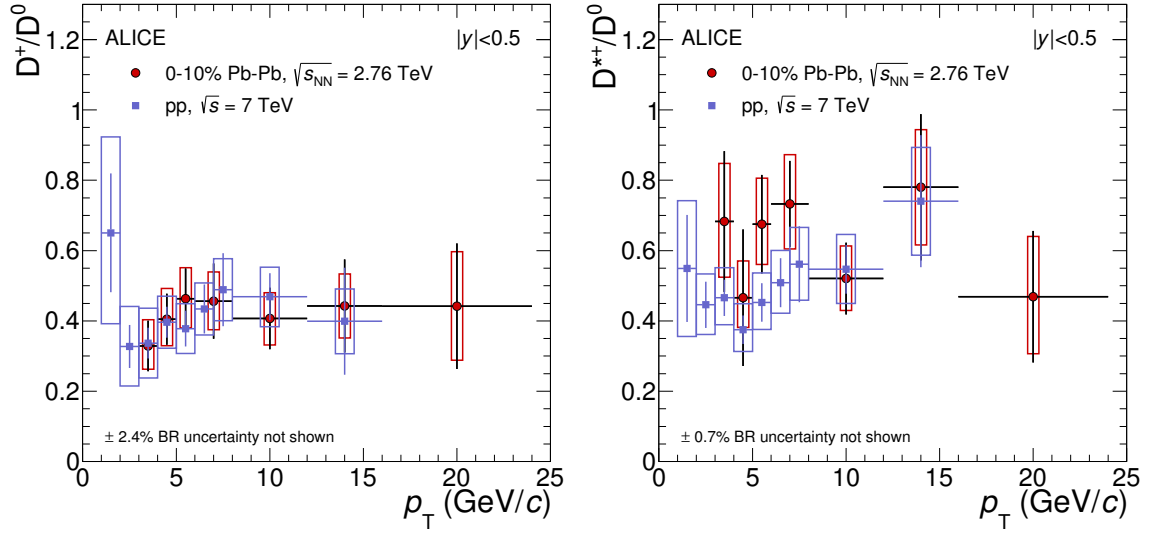 D⁺/D⁰
ALICE
|y|<0.5
0-10% Pb-Pb, √s_NN = 2.76 TeV
pp, √s = 7 TeV
± 2.4% BR uncertainty not shown
0
0.2
0.4
0.6
0.8
1
1.2
0
5
10
15
20
25
p_T (GeV/c)
D*⁺/D⁰
ALICE
|y|<0.5
0-10% Pb-Pb, √s_NN = 2.76 TeV
pp, √s = 7 TeV
± 0.7% BR uncertainty not shown
0
0.2
0.4
0.6
0.8
1
1.2
0
5
10
15
20
25
p_T (GeV/c)